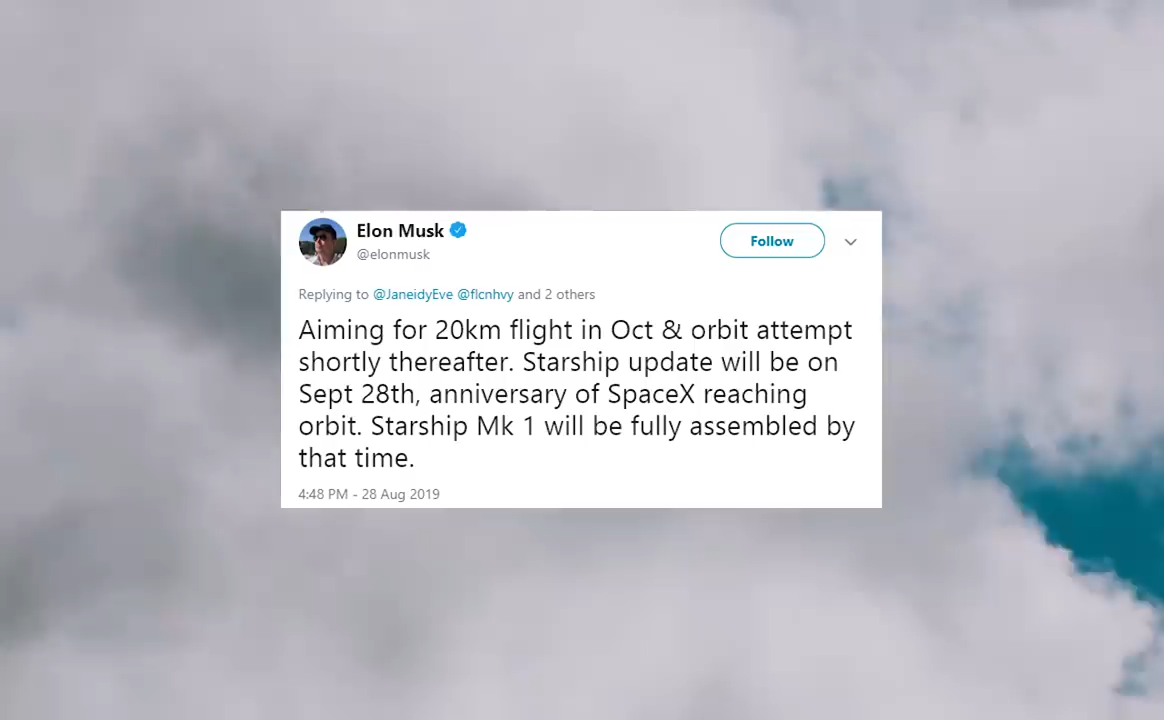 Elon Musk
@elonmusk
Follow
Replying to @JaneidyEve @flcnhvy and 2 others
Aiming for 20km flight in Oct & orbit attempt
shortly thereafter. Starship update will be on
Sept 28th, anniversary of SpaceX reaching
orbit. Starship Mk 1 will be fully assembled by
that time.
4:48 PM - 28 Aug 2019